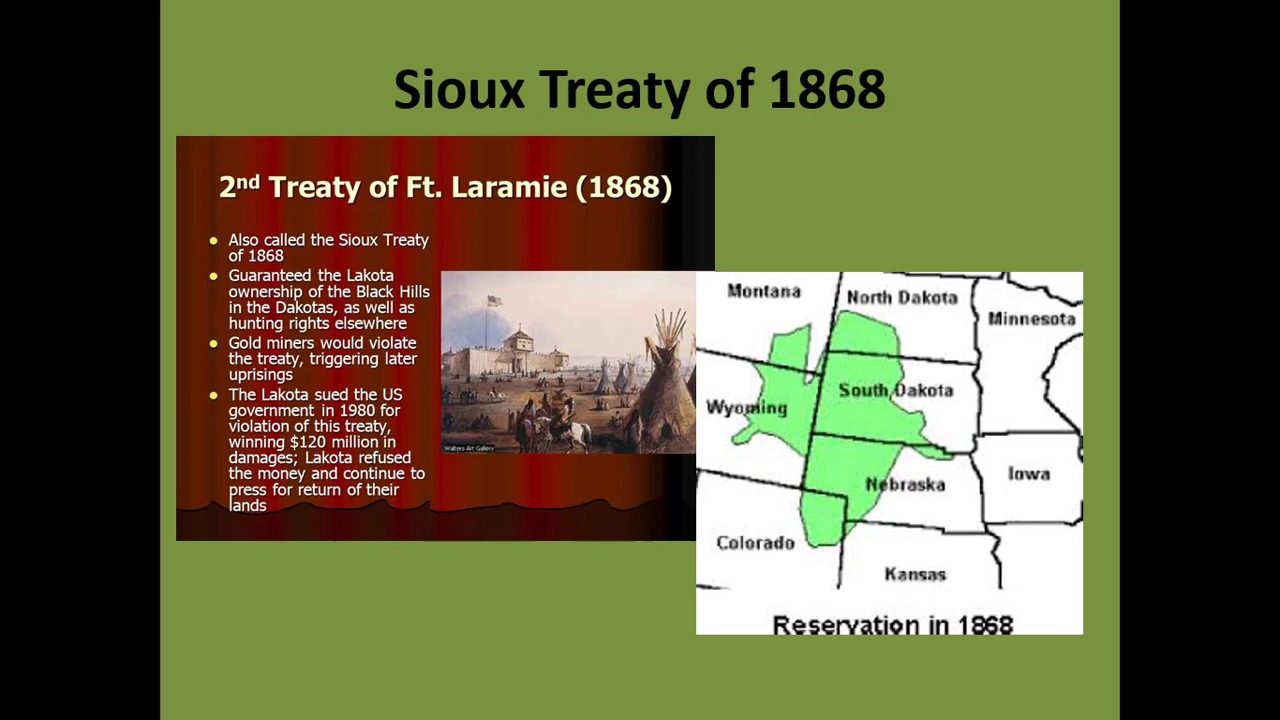 Sioux Treaty of 1868
2nd Treaty of Ft. Laramie (1868)
Also called the Sioux Treaty
of 1868
Guaranteed the Lakota
ownership of the Black Hills
in the Dakotas, as well as
hunting rights elsewhere
Gold miners would violate
the treaty, triggering later
uprisings
The Lakota sued the US
government in 1980 for
violation of this treaty,
winning $120 million in
damages; Lakota refused
the money and continue to
press for return of their
lands
Walters Art Gallery
Montana
North Dakota
Minnesota
South Dakota
Wyoming
Iowa
Nebraska
Colorado
Kansas
Reservation in 1868